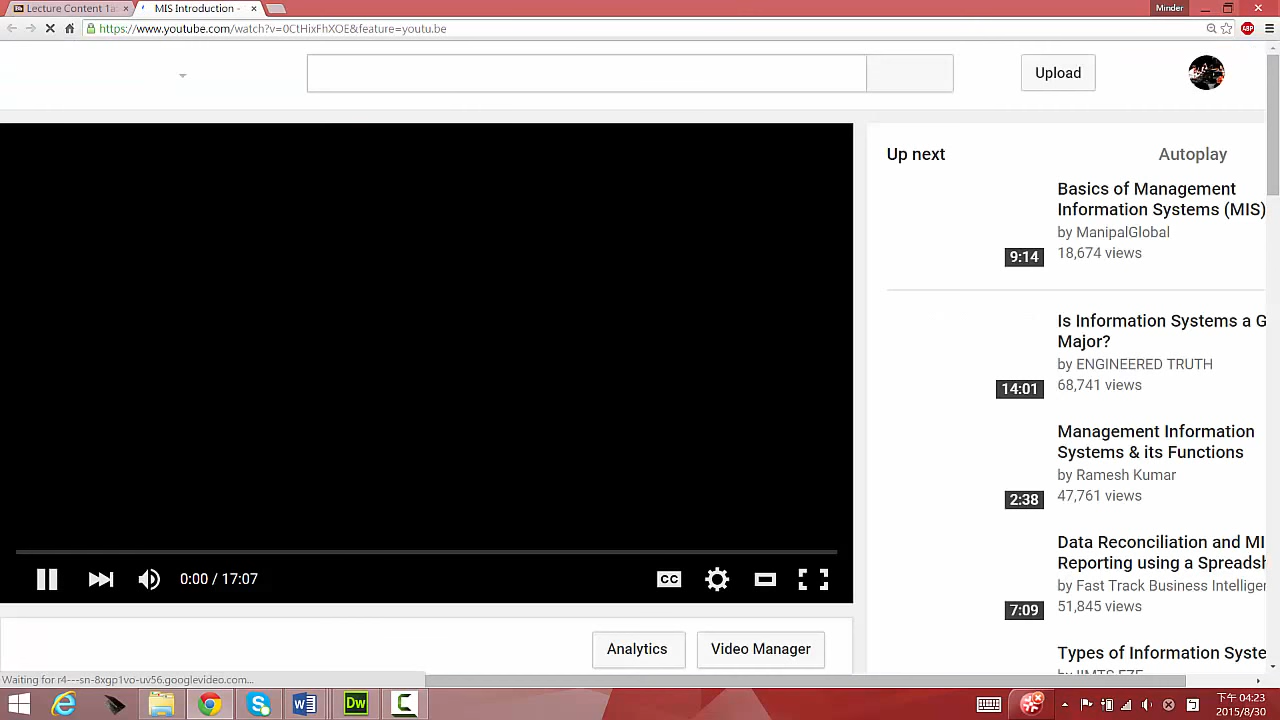 Lecture Content 1a:
MIS Introduction -
Minder
https://www.youtube.com/watch?v=0CtHixFhXOE&feature=youtu.be
ABP
Upload
Up next
Autoplay
Basics of Management
Information Systems (MIS)
by ManipalGlobal
18,674 views
9:14
Is Information Systems a G
Major?
by ENGINEERED TRUTH
68,741 views
14:01
Management Information
Systems & its Functions
by Ramesh Kumar
47,761 views
2:38
Data Reconciliation and MI
Reporting using a Spreadsh
by Fast Track Business Intelliger
51,845 views
7:09
Types of Information Syste
0:00 / 17:07
CC
Analytics
Video Manager
Waiting for r4---sn-8xgp1vo-uv56.googlevideo.com...
Dw
下午 04:23
2015/8/30